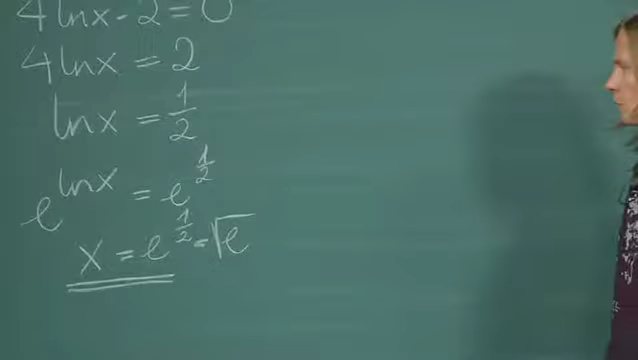 4lnx - 2 = 0
4lnx = 2
lnx = 1/2
e^lnx = e^1/2
x = e^1/2 = √e